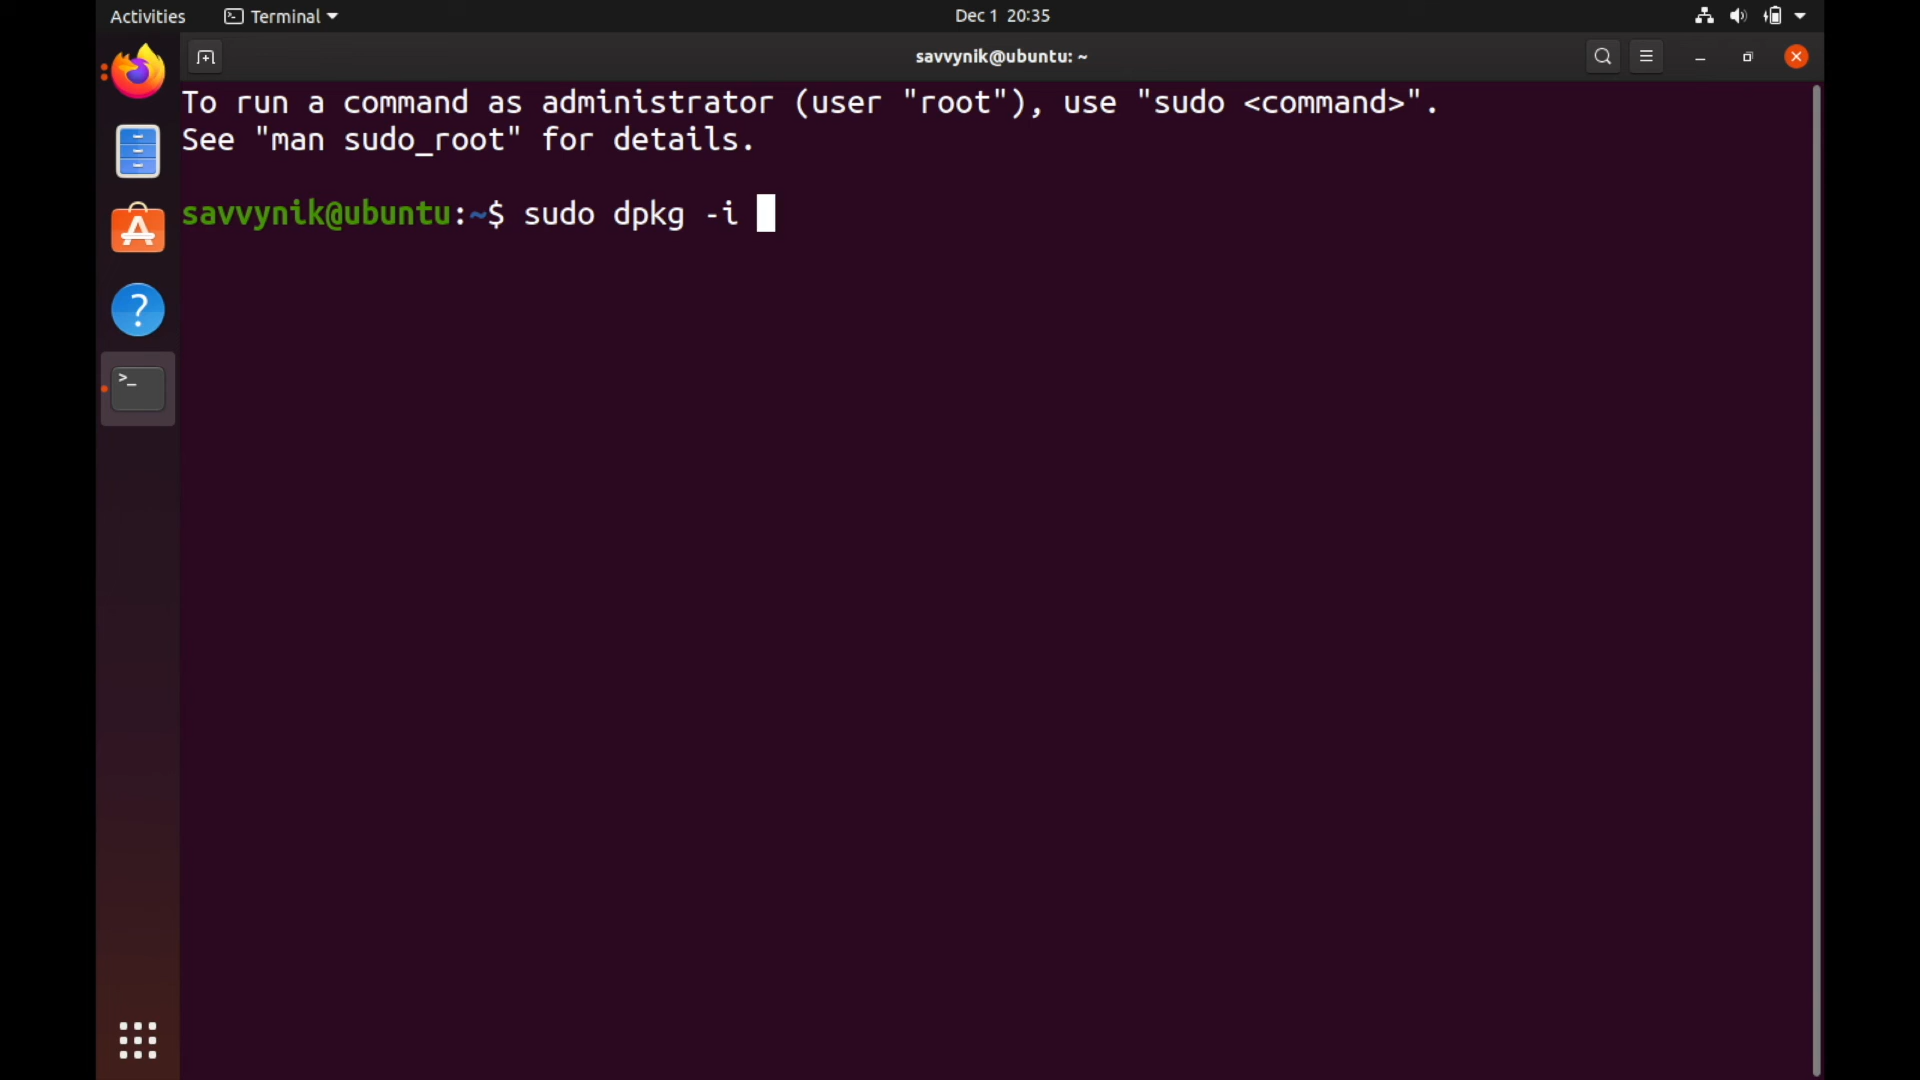 Activities Terminal Dec 1 20:35
savvynik@ubuntu: ~
To run a command as administrator (user "root"), use "sudo <command>".
See "man sudo_root" for details.
savvynik@ubuntu:~$ sudo dpkg -i